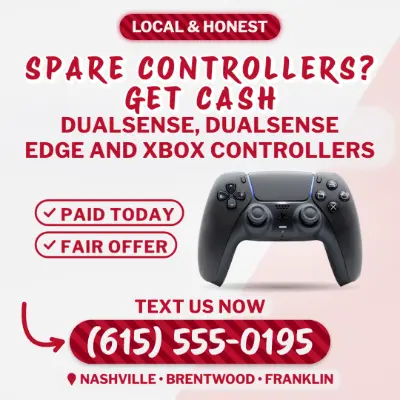 LOCAL & HONEST
SPARE CONTROLLERS?
GET CASH
DUALSENSE, DUALSENSE
EDGE AND XBOX CONTROLLERS
PAID TODAY
FAIR OFFER
TEXT US NOW
(615) 555-0195
NASHVILLE • BRENTWOOD • FRANKLIN